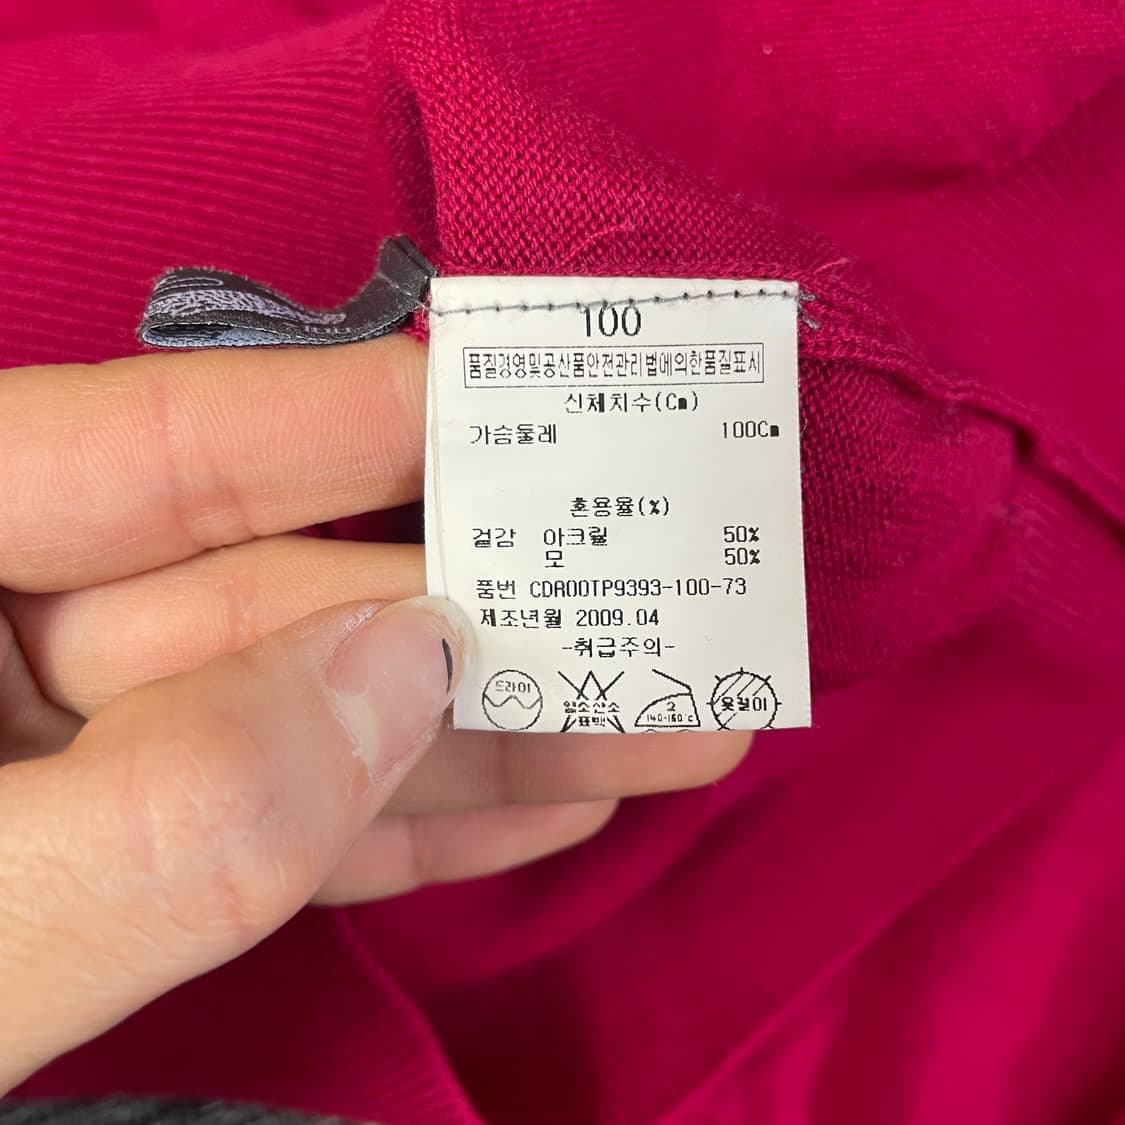 100
품질경영및공산품안전관리법에의한품질표시
신체치수(Cm)
가슴둘레 100Cm
혼용율(%)
겉감 아크릴 50%
모 50%
품번 CDA00TP9393-100-73
제조년월 2009.04
-취급주의-
드라이
염소산소
표백
2
140-160℃
옷걸이